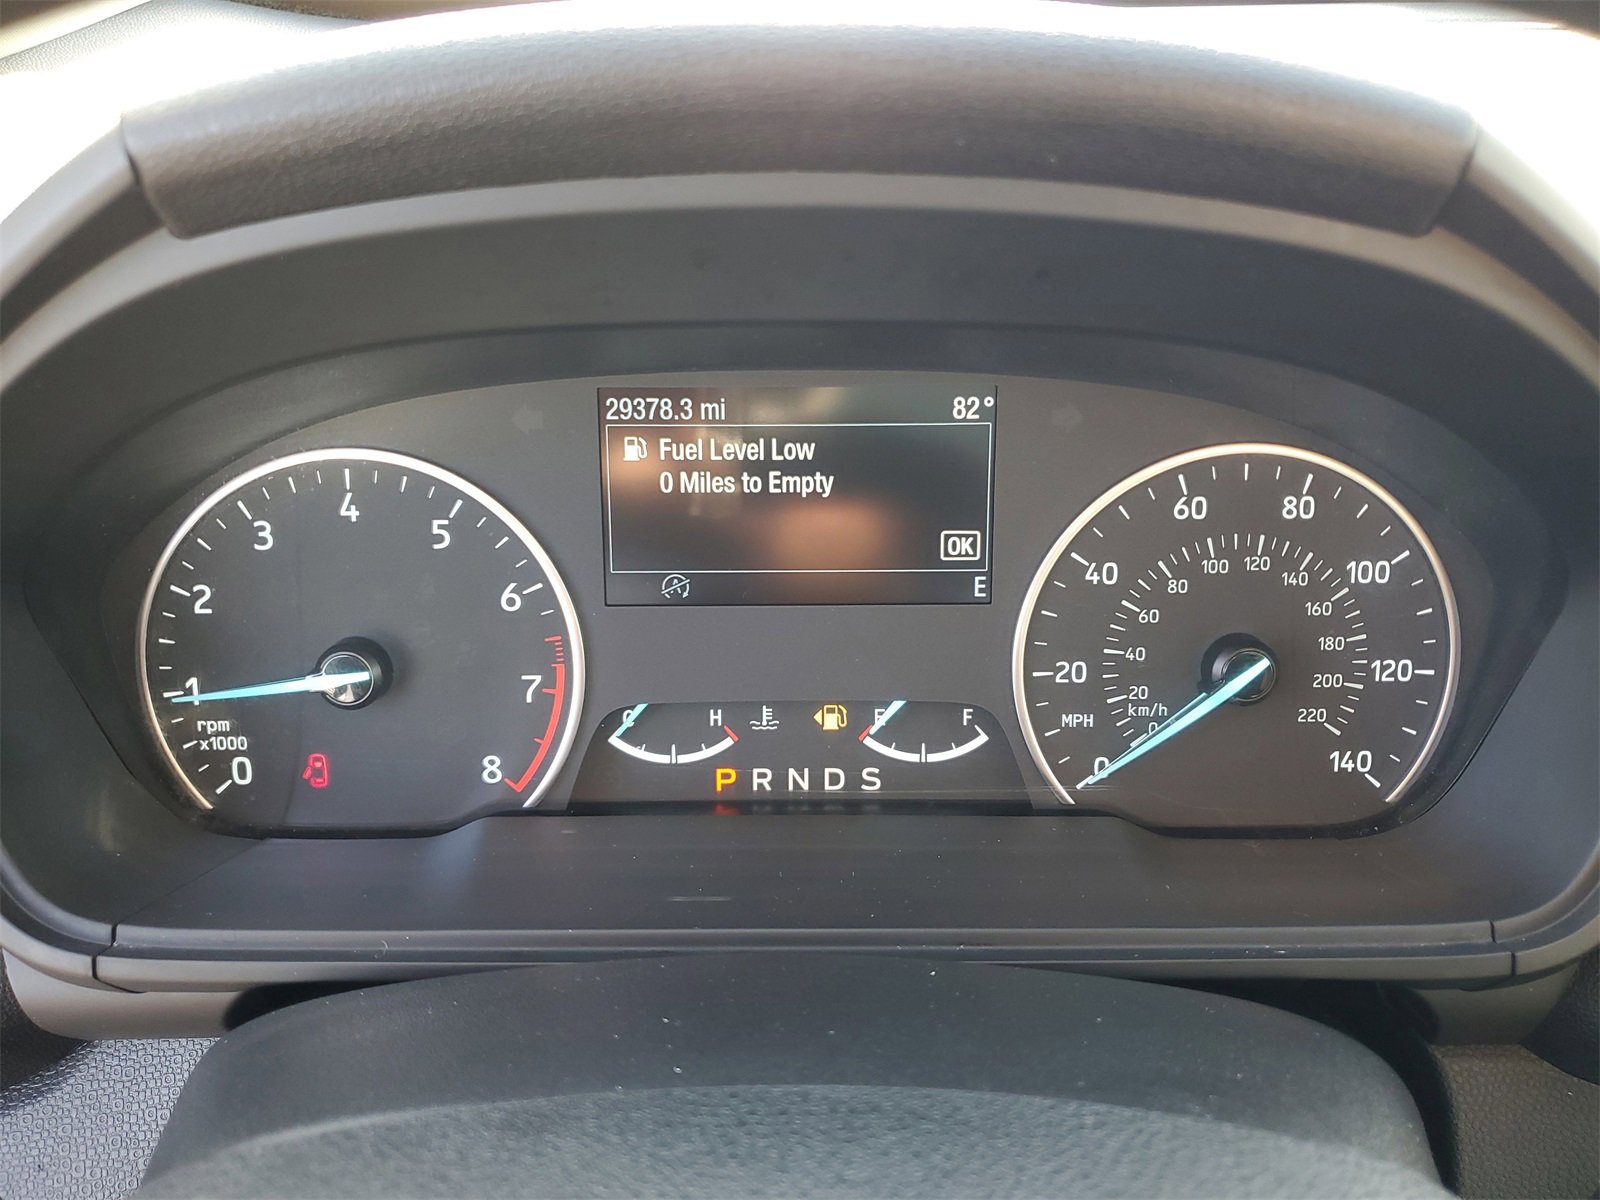 29378.3 mi 82°
Fuel Level Low
0 Miles to Empty
OK
E
0 1 2 3 4 5 6 7 8
rpm
x1000
C H
E F
P R N D S
0 20 40 60 80 100 120 140
MPH
km/h
0 20 40 60 80 100 120 140 160 180 200 220